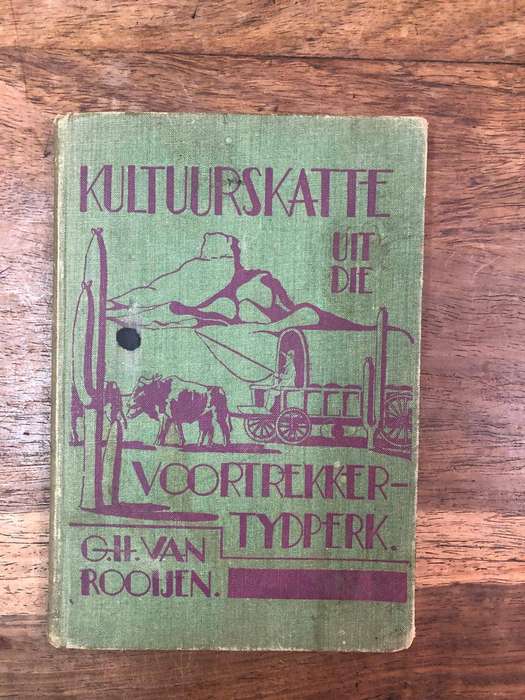 KULTUURSKATTE
UIT
DIE
VOORTREKKER-
TYDPERK.
G.H. VAN
ROOIJEN.